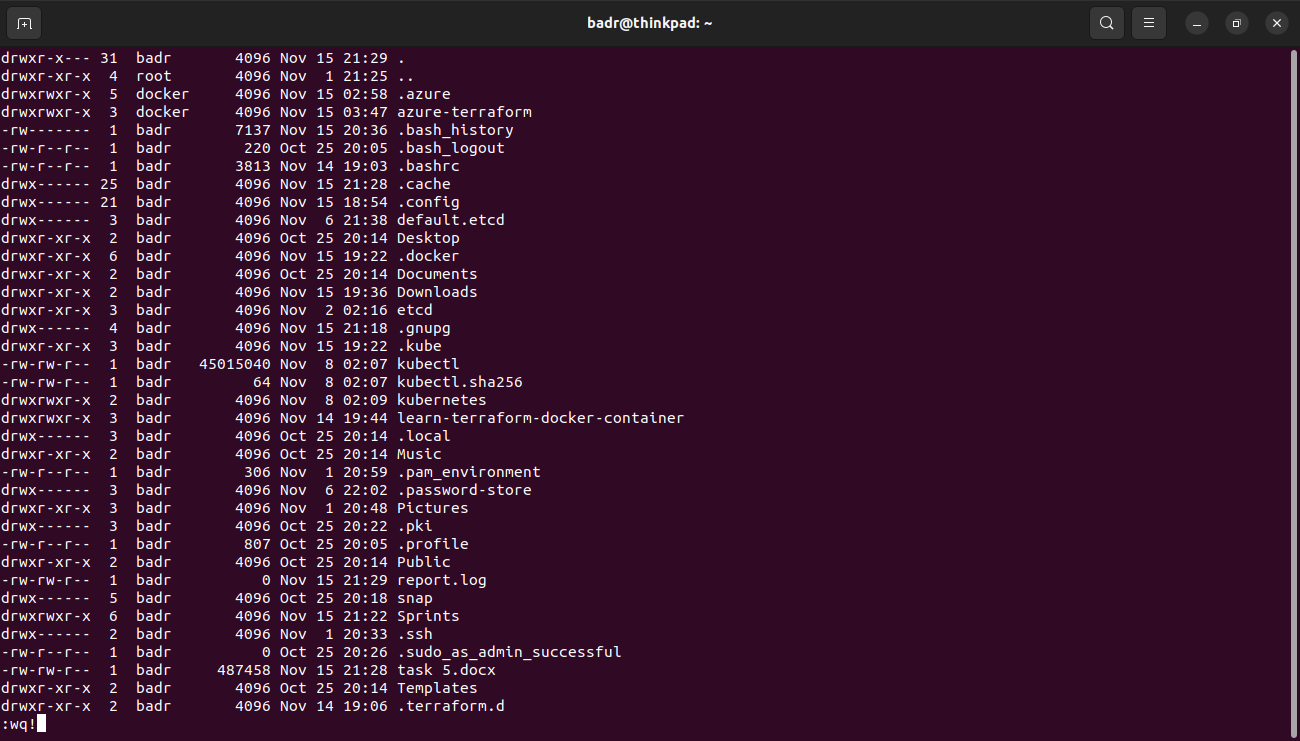 badr@thinkpad: ~
drwxr-x--- 31  badr       4096 Nov 15 21:29 .
drwxr-xr-x  4  root       4096 Nov  1 21:25 ..
drwxrwxr-x  5  docker     4096 Nov 15 02:58 .azure
drwxrwxr-x  3  docker     4096 Nov 15 03:47 azure-terraform
-rw-------  1  badr       7137 Nov 15 20:36 .bash_history
-rw-r--r--  1  badr        220 Oct 25 20:05 .bash_logout
-rw-r--r--  1  badr       3813 Nov 14 19:03 .bashrc
drwx------ 25  badr       4096 Nov 15 21:28 .cache
drwx------ 21  badr       4096 Nov 15 18:54 .config
drwx------  3  badr       4096 Nov  6 21:38 default.etcd
drwxr-xr-x  2  badr       4096 Oct 25 20:14 Desktop
drwxr-xr-x  6  badr       4096 Nov 15 19:22 .docker
drwxr-xr-x  2  badr       4096 Oct 25 20:14 Documents
drwxr-xr-x  2  badr       4096 Nov 15 19:36 Downloads
drwxr-xr-x  3  badr       4096 Nov  2 02:16 etcd
drwx------  4  badr       4096 Nov 15 21:18 .gnupg
drwxr-xr-x  3  badr       4096 Nov 15 19:22 .kube
-rw-rw-r--  1  badr   45015040 Nov  8 02:07 kubectl
-rw-rw-r--  1  badr         64 Nov  8 02:07 kubectl.sha256
drwxrwxr-x  2  badr       4096 Nov  8 02:09 kubernetes
drwxrwxr-x  3  badr       4096 Nov 14 19:44 learn-terraform-docker-container
drwx------  3  badr       4096 Oct 25 20:14 .local
drwxr-xr-x  2  badr       4096 Oct 25 20:14 Music
-rw-r--r--  1  badr        306 Nov  1 20:59 .pam_environment
drwx------  3  badr       4096 Nov  6 22:02 .password-store
drwxr-xr-x  3  badr       4096 Nov  1 20:48 Pictures
drwx------  3  badr       4096 Oct 25 20:22 .pki
-rw-r--r--  1  badr        807 Oct 25 20:05 .profile
drwxr-xr-x  2  badr       4096 Oct 25 20:14 Public
-rw-rw-r--  1  badr          0 Nov 15 21:29 report.log
drwx------  5  badr       4096 Oct 25 20:18 snap
drwxrwxr-x  6  badr       4096 Nov 15 21:22 Sprints
drwx------  2  badr       4096 Nov  1 20:33 .ssh
-rw-r--r--  1  badr          0 Oct 25 20:26 .sudo_as_admin_successful
-rw-rw-r--  1  badr     487458 Nov 15 21:28 task 5.docx
drwxr-xr-x  2  badr       4096 Oct 25 20:14 Templates
drwxr-xr-x  2  badr       4096 Nov 14 19:06 .terraform.d
:wq!